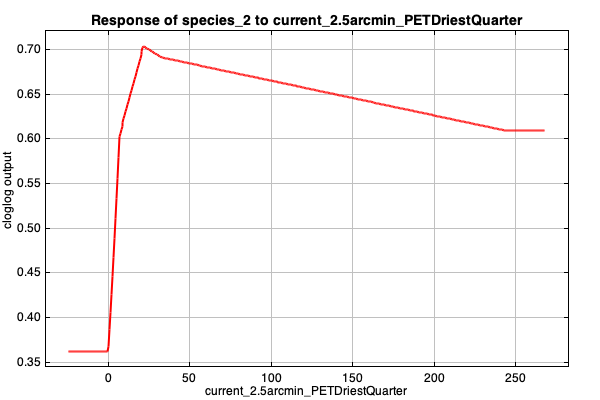 Response of species_2 to current_2.5arcmin_PETDriestQuarter
cloglog output
0.70
0.65
0.60
0.55
0.50
0.45
0.40
0.35
0 50 100 150 200 250
current_2.5arcmin_PETDriestQuarter